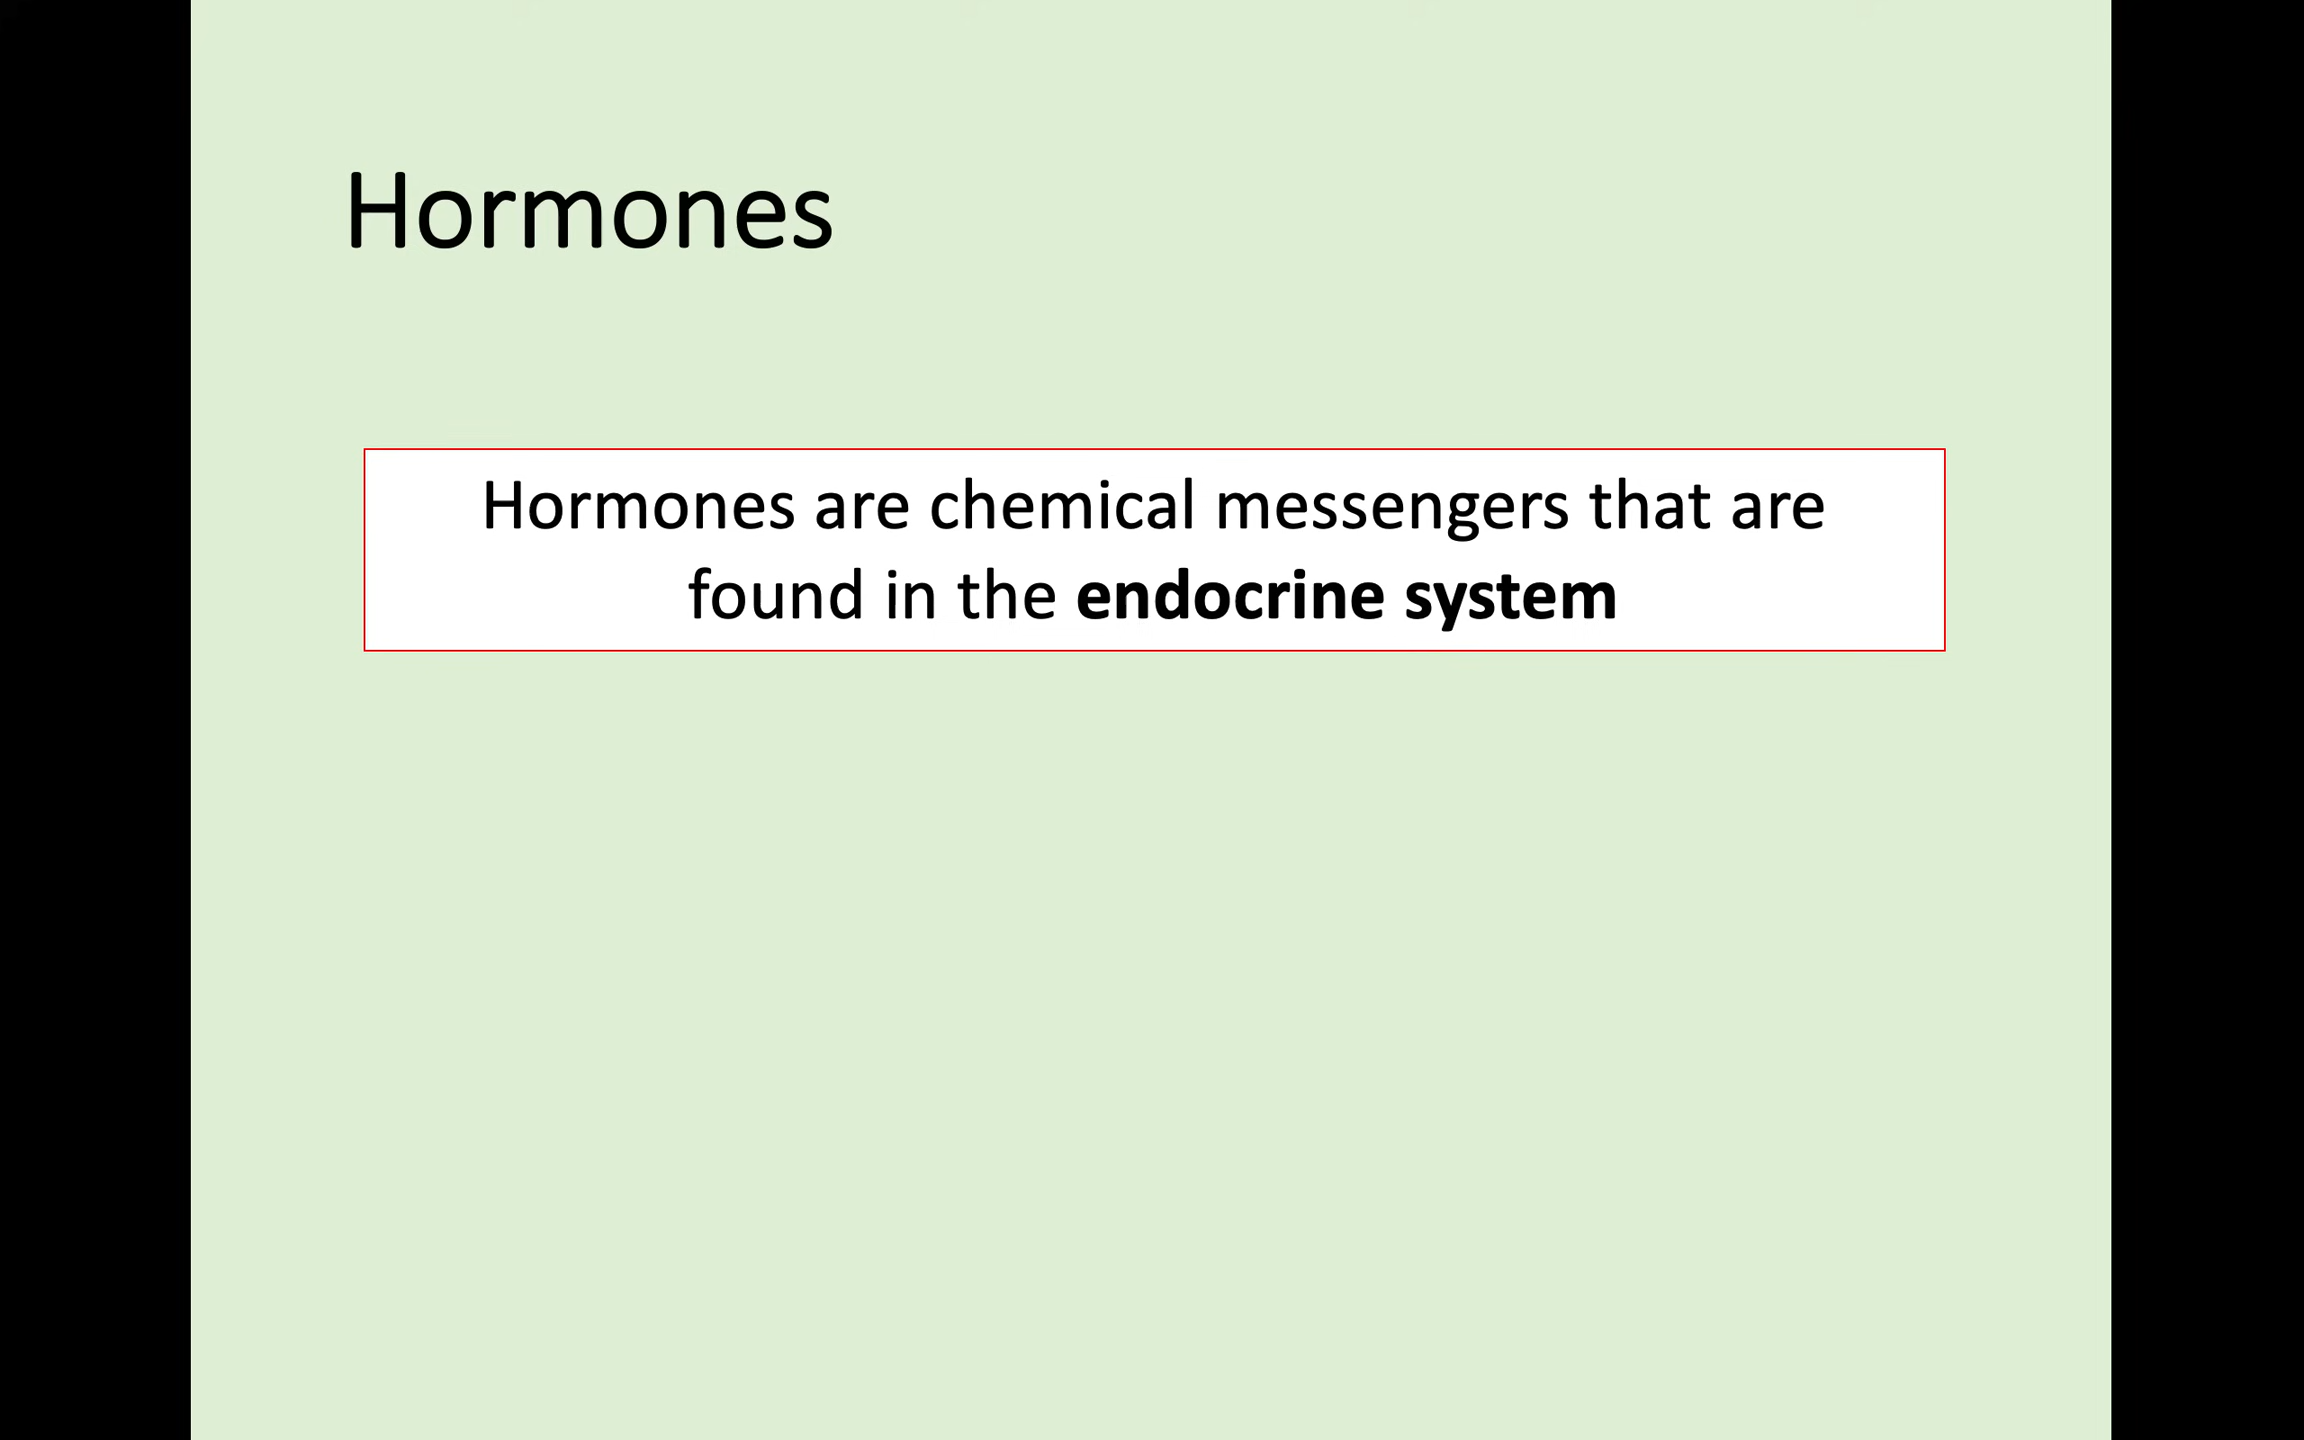 Hormones
Hormones are chemical messengers that are
found in the endocrine system